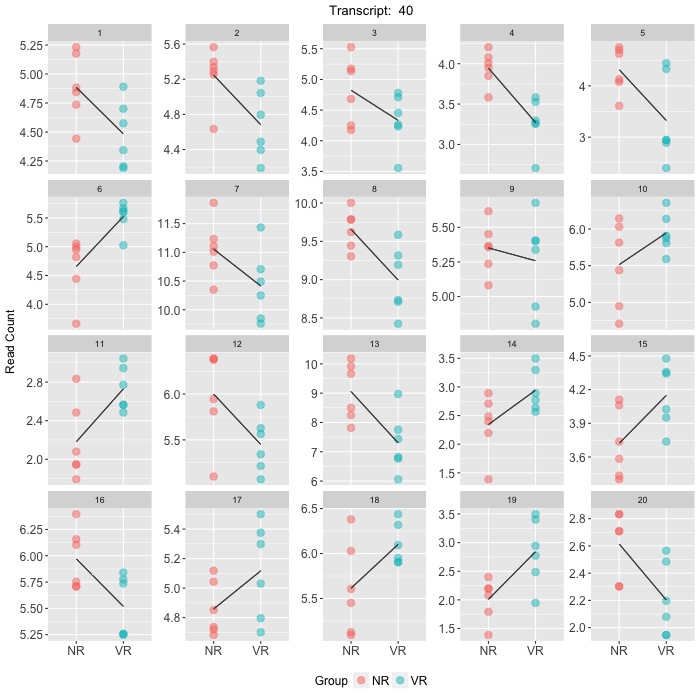 Transcript: 40
1 2 3 4 5
5.25 5.6 5.5 4.0 4
5.00 5.2 5.0 3.5 3
4.75 4.8 4.5 3.0
4.50 4.4 4.0
4.25 3.5
6 7 8 9 10
5.5 11.5 10.0 5.50 6.0
5.0 11.0 9.5 5.25 5.5
4.5 10.5 9.0 5.00 5.0
4.0 10.0 8.5
Read Count
11 12 13 14 15
2.8 6.0 10 3.5 4.5
2.4 5.5 9 3.0 4.2
2.0 8 2.5 3.9
7 2.0 3.6
6 1.5
16 17 18 19 20
6.25 5.4 6.5 3.5 2.8
6.00 5.2 6.0 3.0 2.6
5.75 5.0 5.5 2.5 2.4
5.50 4.8 2.0 2.2
5.25 1.5 2.0
NR VR NR VR NR VR NR VR NR VR
Group NR VR